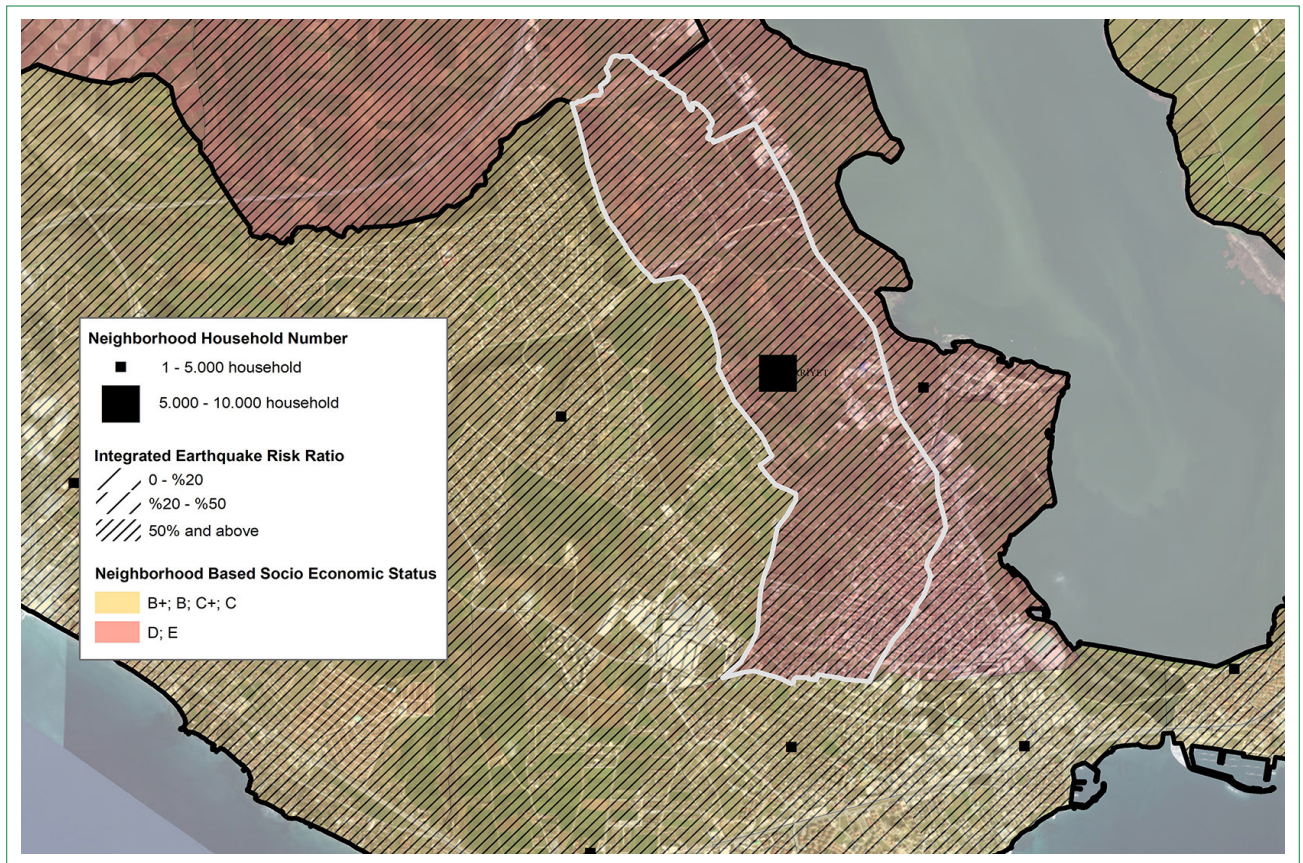 Neighborhood Household Number
1 - 5.000 household
5.000 - 10.000 household
Integrated Earthquake Risk Ratio
0 - %20
%20 - %50
50% and above
Neighborhood Based Socio Economic Status
B+; B; C+; C
D; E